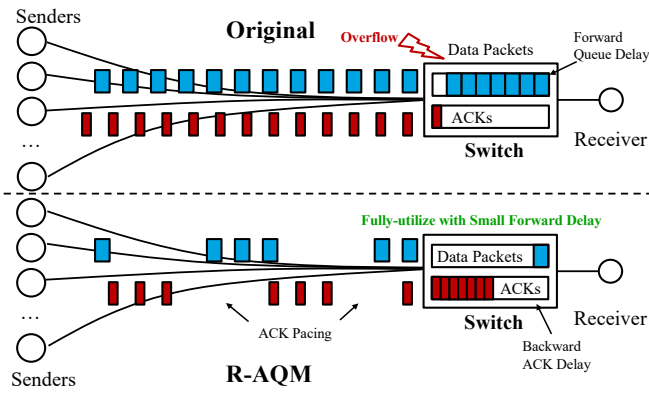 Senders
Original
Overflow
Data Packets
Forward
Queue Delay
ACKs
...
Switch
Receiver
Fully-utilize with Small Forward Delay
Data Packets
ACKs
...
ACK Pacing
Switch
Receiver
Backward
ACK Delay
Senders
R-AQM